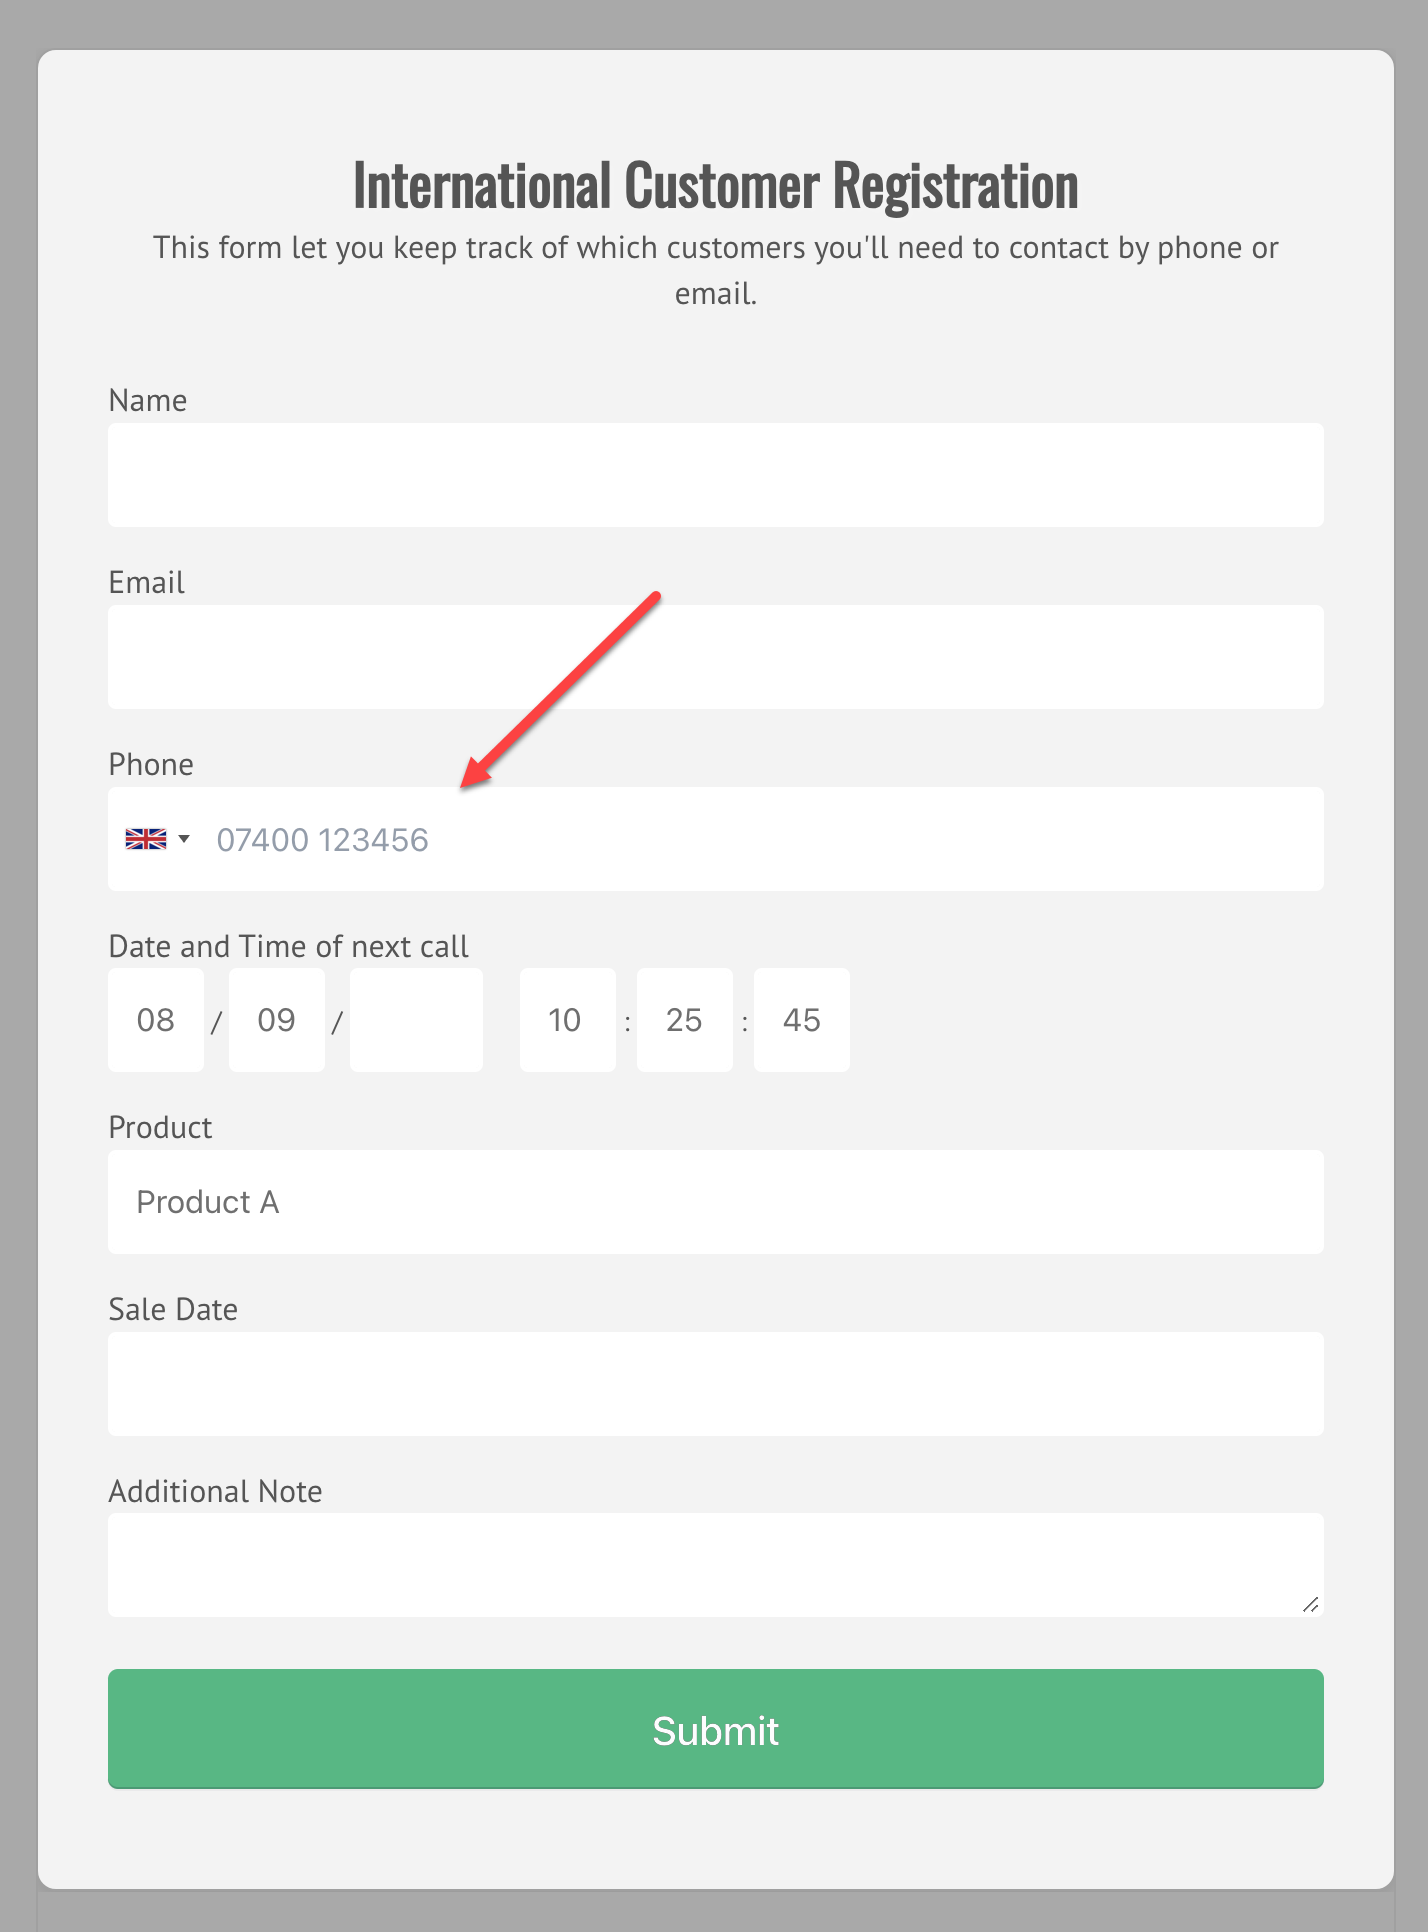 International Customer Registration
This form let you keep track of which customers you'll need to contact by phone or
email.
Name
Email
Phone
07400 123456
Date and Time of next call
08 / 09 / 10 : 25 : 45
Product
Product A
Sale Date
Additional Note
Submit